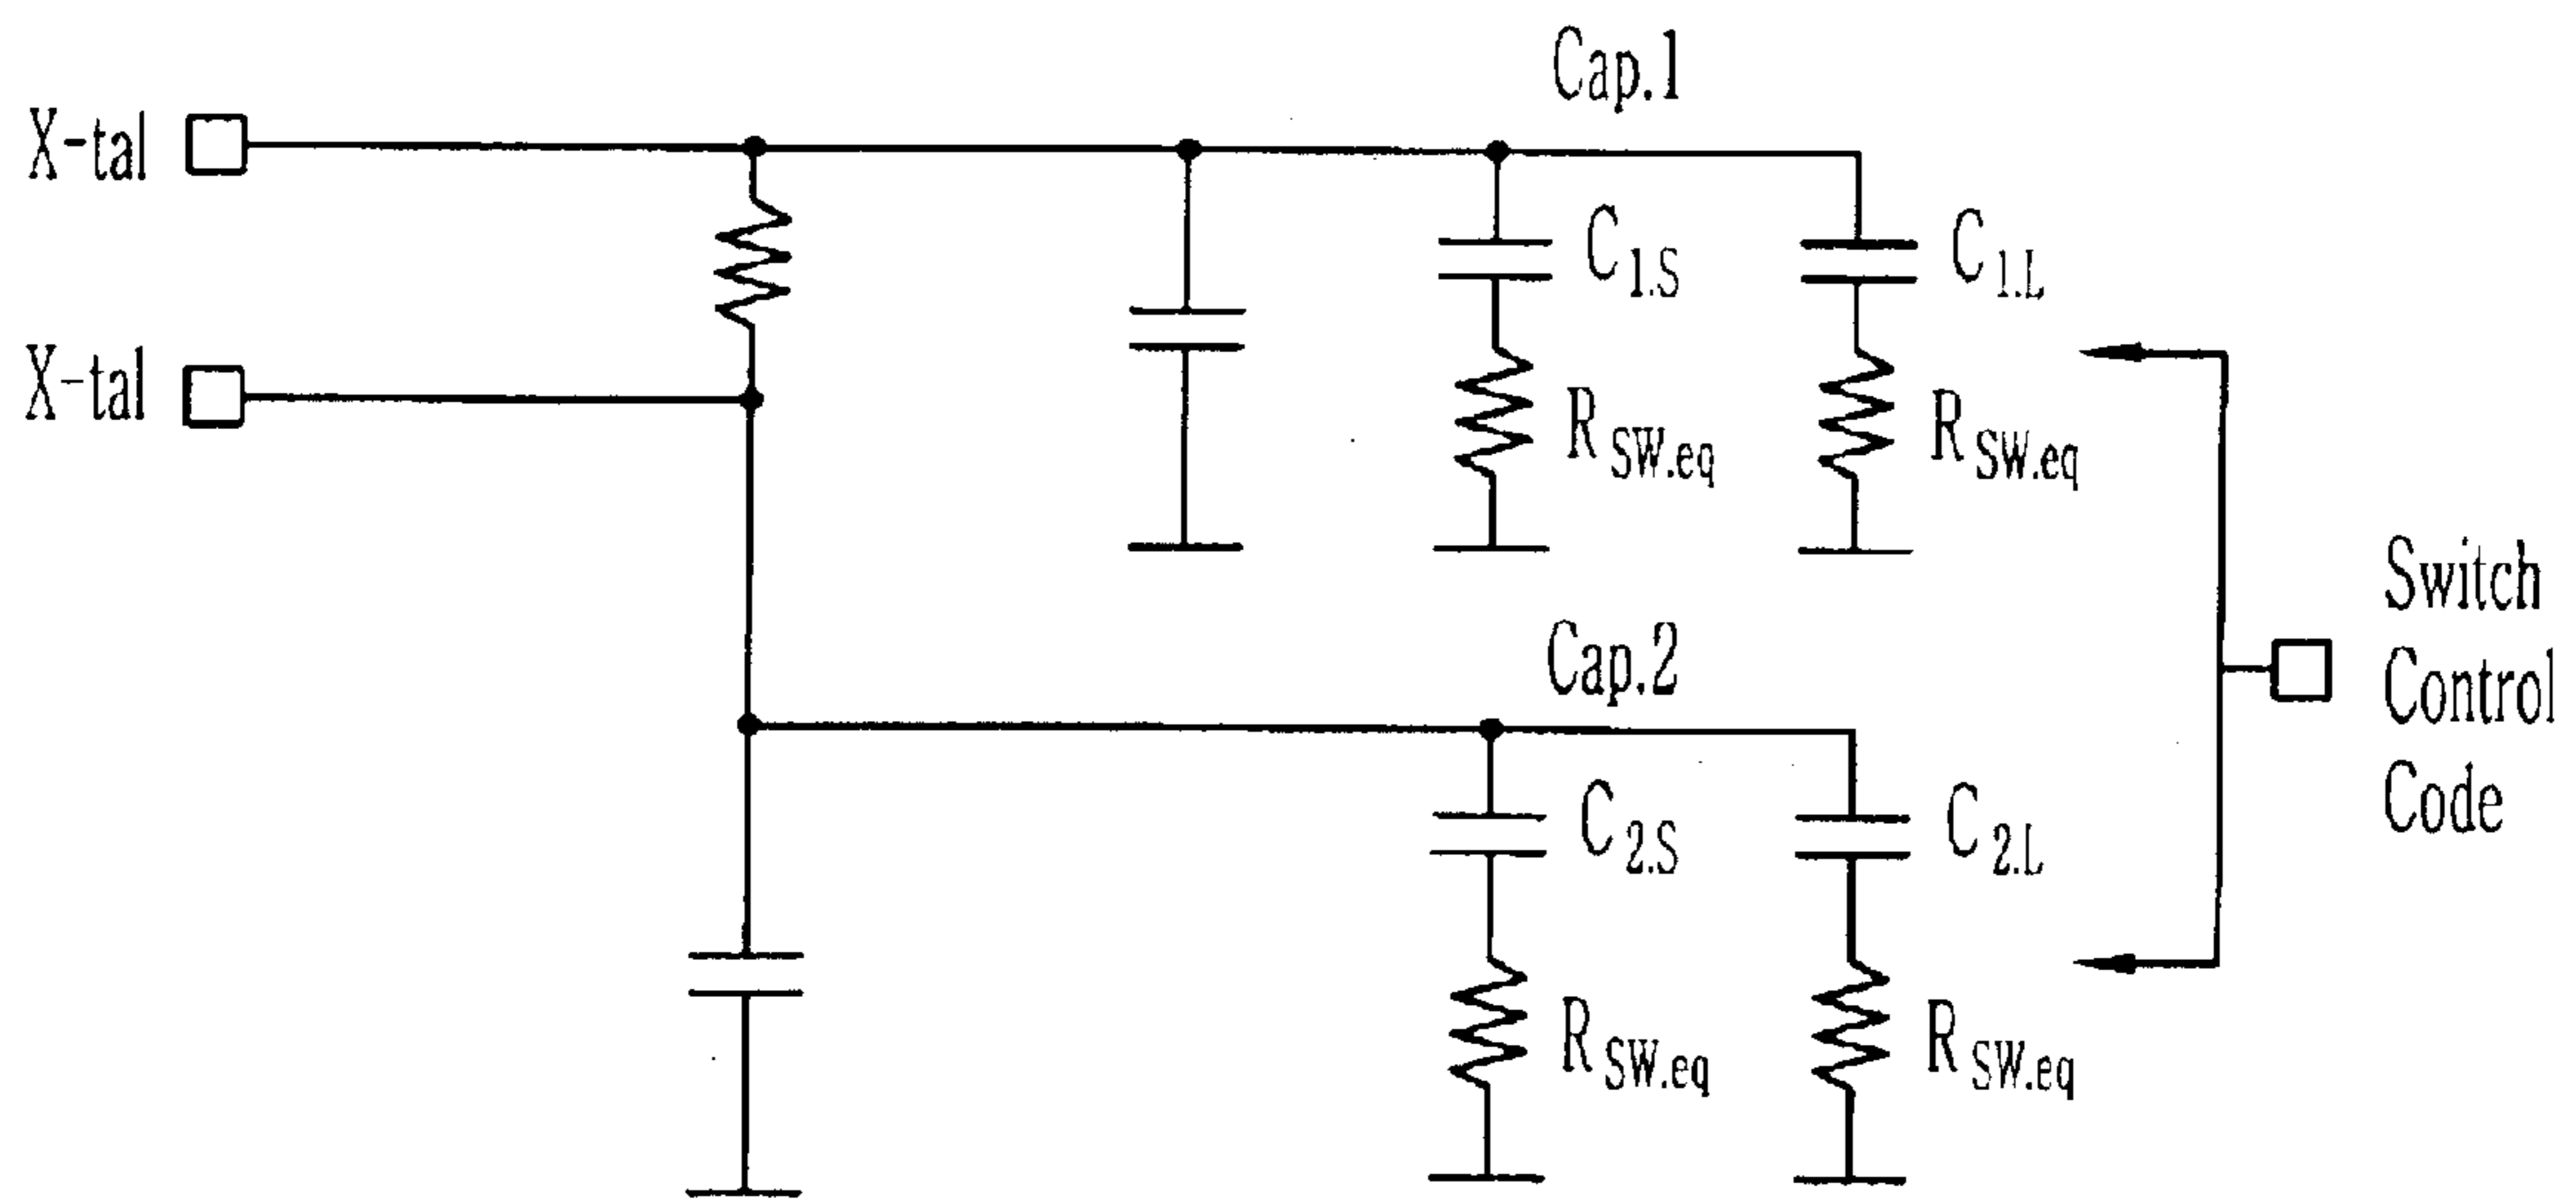 Cap.1
X-tal
C1.S
C1.L
X-tal
RSW.eq
RSW.eq
Switch
Control
Code
Cap.2
C2.S
C2.L
RSW.eq
RSW.eq